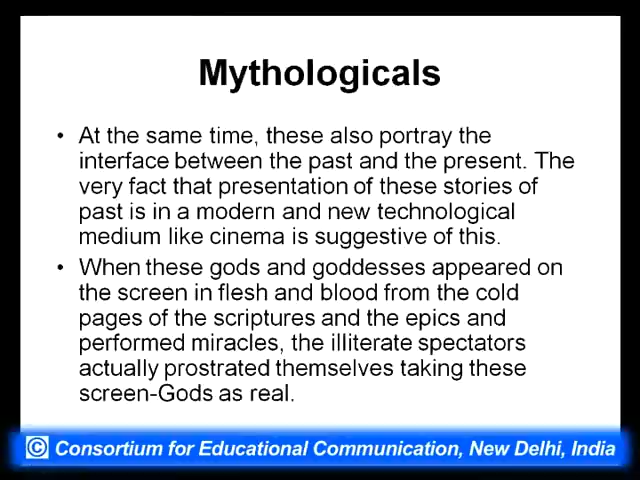 Mythologicals
• At the same time, these also portray the
interface between the past and the present. The
very fact that presentation of these stories of
past is in a modern and new technological
medium like cinema is suggestive of this.
• When these gods and goddesses appeared on
the screen in flesh and blood from the cold
pages of the scriptures and the epics and
performed miracles, the illiterate spectators
actually prostrated themselves taking these
screen-Gods as real.
© Consortium for Educational Communication, New Delhi, India